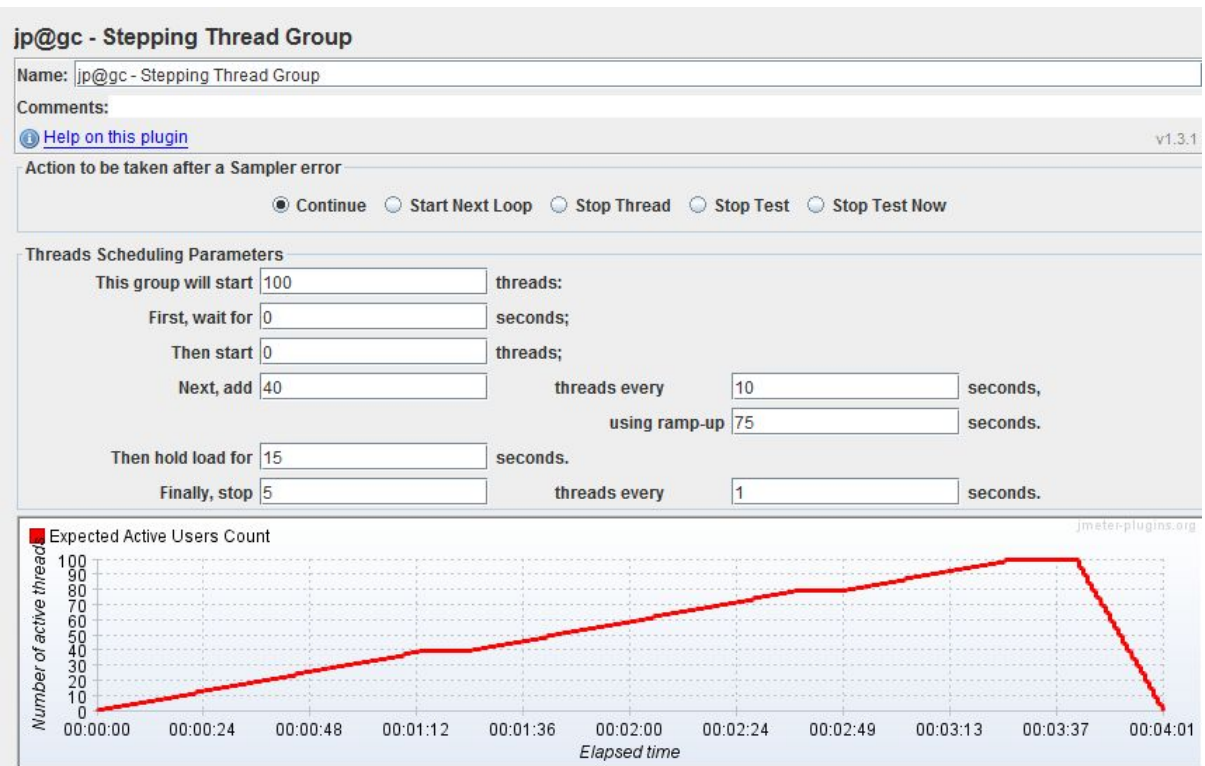 jp@gc - Stepping Thread Group
Name: jp@gc - Stepping Thread Group
Comments:
Help on this plugin v1.3.1
Action to be taken after a Sampler error
Continue Start Next Loop Stop Thread Stop Test Stop Test Now
Threads Scheduling Parameters
This group will start 100 threads:
First, wait for 0 seconds;
Then start 0 threads;
Next, add 40 threads every 10 seconds,
using ramp-up 75 seconds.
Then hold load for 15 seconds.
Finally, stop 5 threads every 1 seconds.
jmeter-plugins.org
Expected Active Users Count
Number of active threads
100
90
80
70
60
50
40
30
20
10
0
00:00:00 00:00:24 00:00:48 00:01:12 00:01:36 00:02:00 00:02:24 00:02:49 00:03:13 00:03:37 00:04:01
Elapsed time